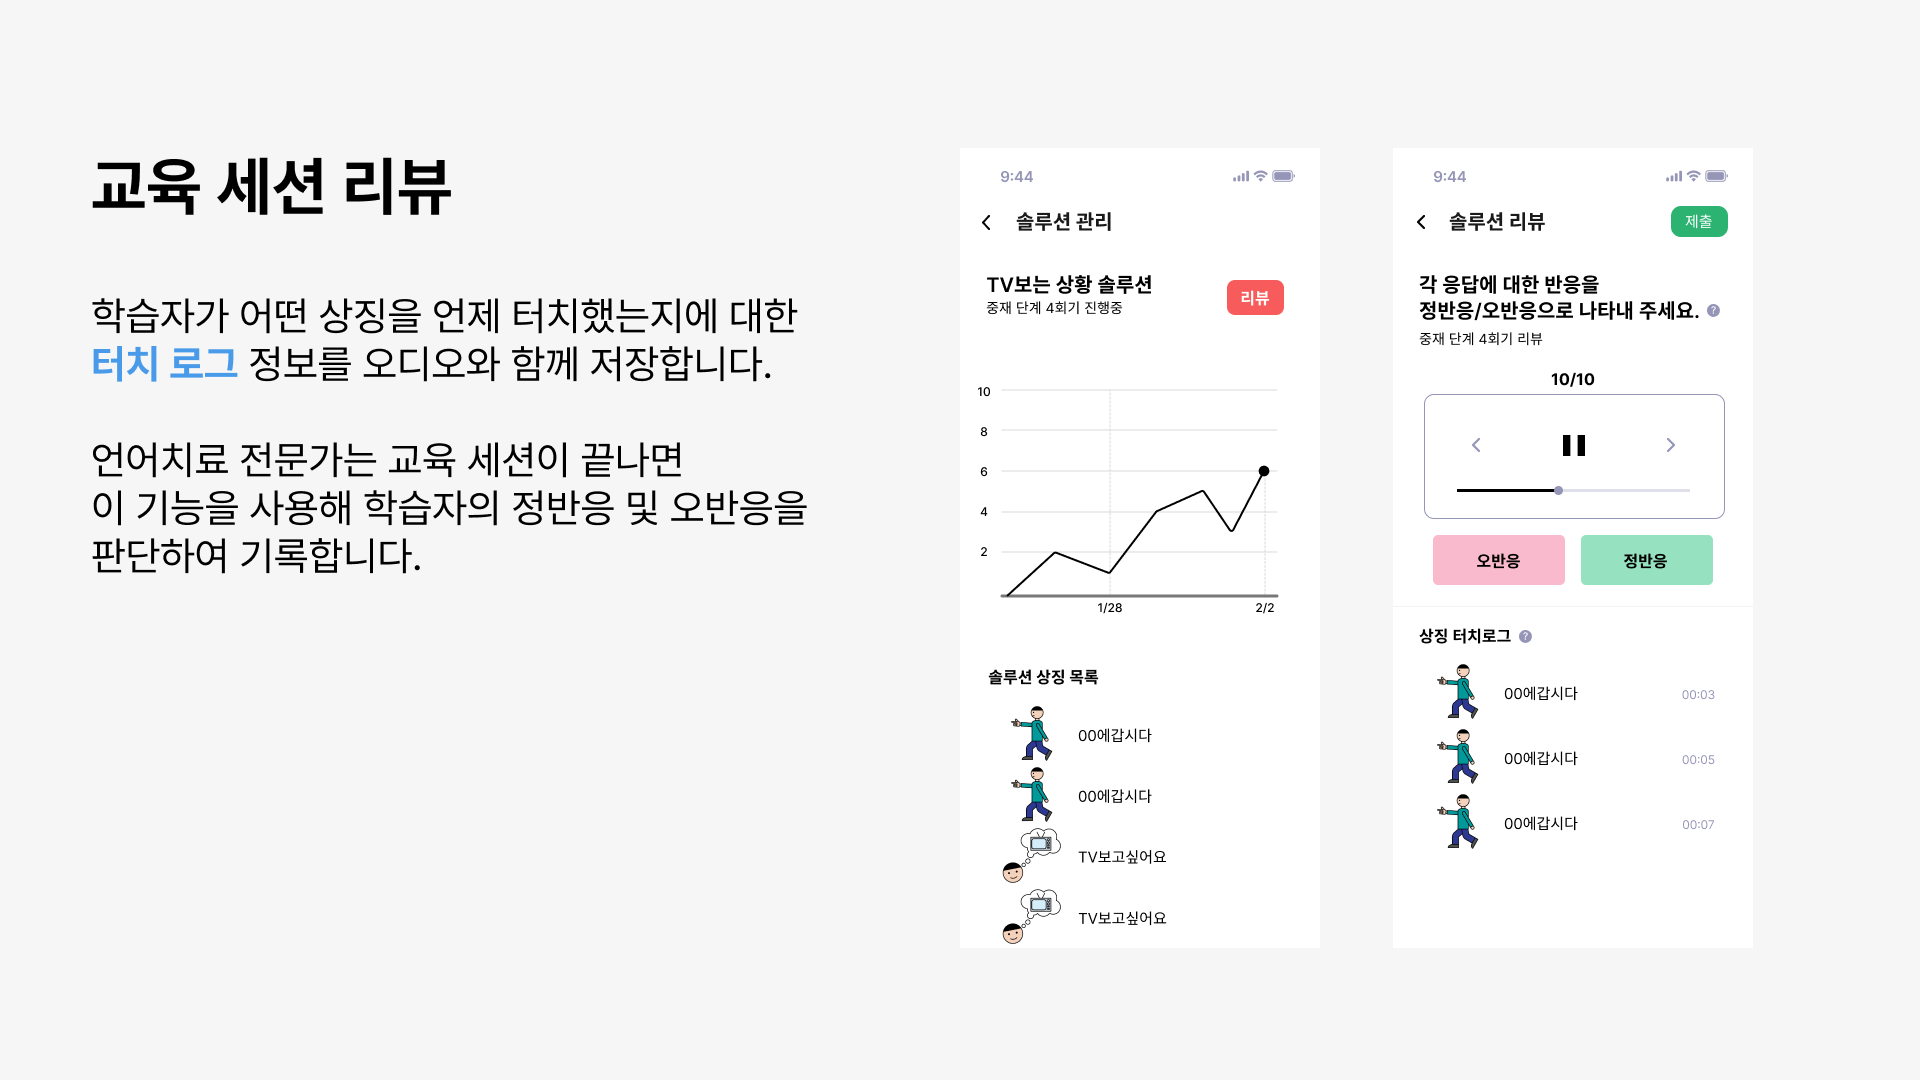 교육 세션 리뷰
학습자가 어떤 상징을 언제 터치했는지에 대한
터치 로그 정보를 오디오와 함께 저장합니다.
언어치료 전문가는 교육 세션이 끝나면
이 기능을 사용해 학습자의 정반응 및 오반응을
판단하여 기록합니다.
9:44
솔루션 관리
TV보는 상황 솔루션
중재 단계 4회기 진행중
리뷰
10
8
6
4
2
1/28
2/2
솔루션 상징 목록
00에갑시다
00에갑시다
TV보고싶어요
TV보고싶어요
9:44
솔루션 리뷰
제출
각 응답에 대한 반응을
정반응/오반응으로 나타내 주세요. ?
중재 단계 4회기 리뷰
10/10
오반응
정반응
상징 터치로그 ?
00에갑시다
00:03
00에갑시다
00:05
00에갑시다
00:07